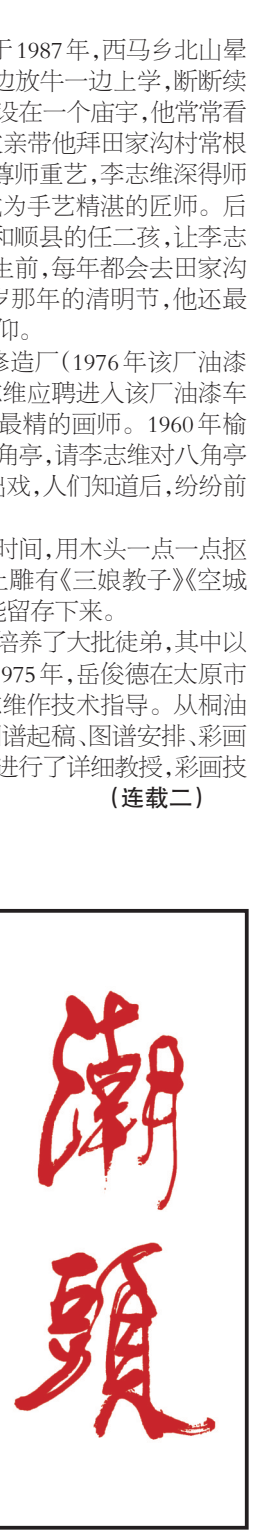 于1987年，西马乡北山晕
边放牛一边上学，断断续
设在一个庙宇，他常常看
父亲带他拜田家沟村常根
尊师重艺，李志维深得师
成为手艺精湛的匠师。后
和顺县的任二孩，让李志
生前，每年都会去田家沟
岁那年的清明节，他还最
仰。
修造厂（1976年该厂油漆
志维应聘进入该厂油漆车
最精的画师。1960年榆
角亭，请李志维对八角亭
出戏，人们知道后，纷纷前
时间，用木头一点一点抠
上雕有《三娘教子》《空城
能留存下来。
培养了大批徒弟，其中以
1975年，岳俊德在太原市
志维作技术指导。从桐油
图谱起稿、图谱安排、彩画
进行了详细教授，彩画技
（连载二）
潮
頭